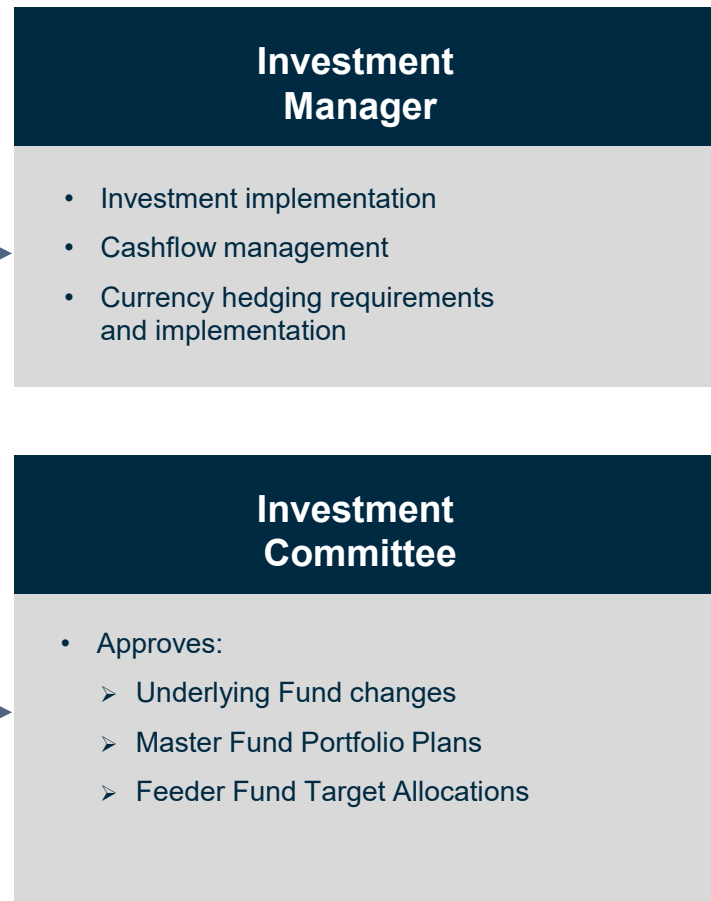 Investment
Manager
• Investment implementation
• Cashflow management
• Currency hedging requirements
and implementation
Investment
Committee
• Approves:
➢ Underlying Fund changes
➢ Master Fund Portfolio Plans
➢ Feeder Fund Target Allocations